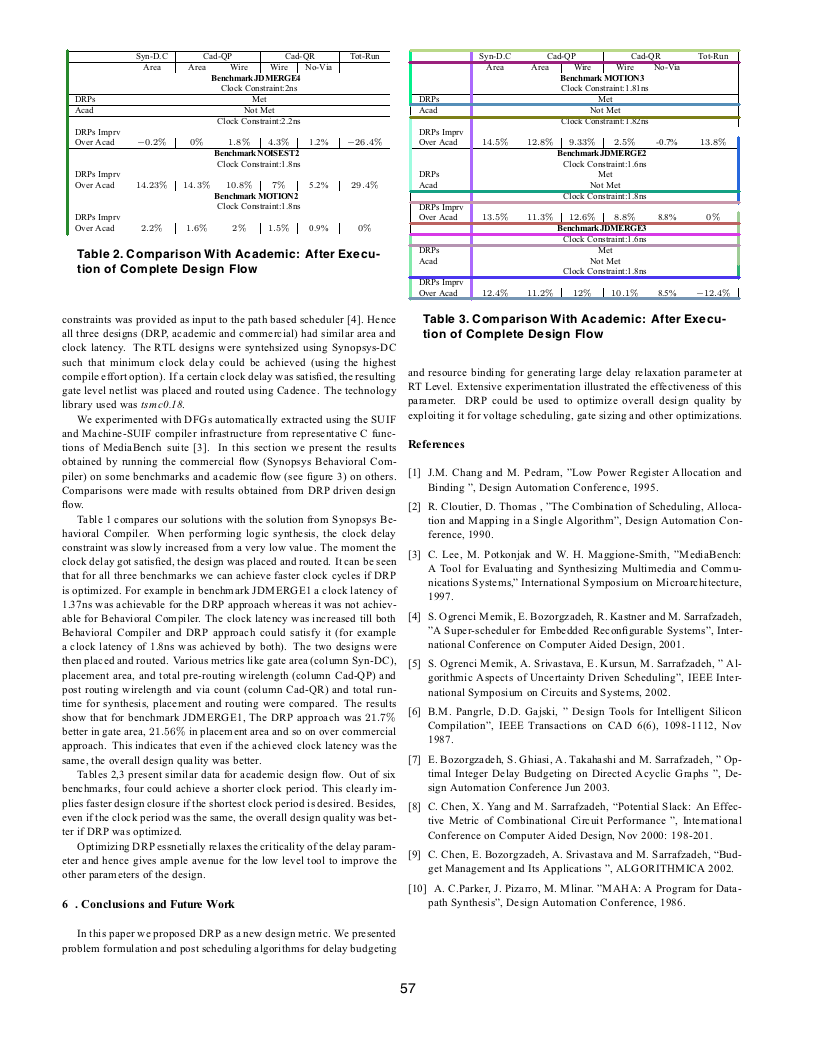 Syn-D.C Cad-QP Cad-QR Tot-Run
Area Area Wire Wire No-Via
Benchmark JDMERGE4
Clock Constraint:2ns
DRPs Met
Acad Not Met
Clock Constraint:2.2ns
DRPs Imprv
Over Acad −0.2% 0% 1.8% 4.3% 1.2% −26.4%
Benchmark NOISEST2
Clock Constraint:1.8ns
DRPs Imprv
Over Acad 14.23% 14.3% 10.8% 7% 5.2% 29.4%
Benchmark MOTION2
Clock Constraint:1.8ns
DRPs Imprv
Over Acad 2.2% 1.6% 2% 1.5% 0.9% 0%
Table 2. Comparison With Academic: After Execu-
tion of Complete Design Flow
constraints was provided as input to the path based scheduler [4]. Hence
all three designs (DRP, academic and commercial) had similar area and
clock latency. The RTL designs were syntehsized using Synopsys-DC
such that minimum clock delay could be achieved (using the highest
compile effort option). If a certain clock delay was satisfied, the resulting
gate level netlist was placed and routed using Cadence. The technology
library used was tsmc0.18.
We experimented with DFGs automatically extracted using the SUIF
and Machine-SUIF compiler infrastructure from representative C func-
tions of MediaBench suite [3]. In this section we present the results
obtained by running the commercial flow (Synopsys Behavioral Com-
piler) on some benchmarks and academic flow (see figure 3) on others.
Comparisons were made with results obtained from DRP driven design
flow.
Table 1 compares our solutions with the solution from Synopsys Be-
havioral Compiler. When performing logic synthesis, the clock delay
constraint was slowly increased from a very low value. The moment the
clock delay got satisfied, the design was placed and routed. It can be seen
that for all three benchmarks we can achieve faster clock cycles if DRP
is optimized. For example in benchmark JDMERGE1 a clock latency of
1.37ns was achievable for the DRP approach whereas it was not achiev-
able for Behavioral Compiler. The clock latency was increased till both
Behavioral Compiler and DRP approach could satisfy it (for example
a clock latency of 1.8ns was achieved by both). The two designs were
then placed and routed. Various metrics like gate area (column Syn-DC),
placement area, and total pre-routing wirelength (column Cad-QP) and
post routing wirelength and via count (column Cad-QR) and total run-
time for synthesis, placement and routing were compared. The results
show that for benchmark JDMERGE1, The DRP approach was 21.7%
better in gate area, 21.56% in placement area and so on over commercial
approach. This indicates that even if the achieved clock latency was the
same, the overall design quality was better.
Tables 2,3 present similar data for academic design flow. Out of six
benchmarks, four could achieve a shorter clock period. This clearly im-
plies faster design closure if the shortest clock period is desired. Besides,
even if the clock period was the same, the overall design quality was bet-
ter if DRP was optimized.
Optimizing DRP essnetially relaxes the criticality of the delay param-
eter and hence gives ample avenue for the low level tool to improve the
other parameters of the design.
6 . Conclusions and Future Work
In this paper we proposed DRP as a new design metric. We presented
problem formulation and post scheduling algorithms for delay budgeting
Syn-D.C Cad-QP Cad-QR Tot-Run
Area Area Wire Wire No-Via
Benchmark MOTION3
Clock Constraint:1.81ns
DRPs Met
Acad Not Met
Clock Constraint:1.82ns
DRPs Imprv
Over Acad 14.5% 12.8% 9.33% 2.5% -0.7% 13.8%
Benchmark JDMERGE2
Clock Constraint:1.6ns
DRPs Met
Acad Not Met
Clock Constraint:1.8ns
DRPs Imprv
Over Acad 13.5% 11.3% 12.6% 8.8% 8.8% 0%
Benchmark JDMERGE3
Clock Constraint:1.6ns
DRPs Met
Acad Not Met
Clock Constraint:1.8ns
DRPs Imprv
Over Acad 12.4% 11.2% 12% 10.1% 8.5% −12.4%
Table 3. Comparison With Academic: After Execu-
tion of Complete Design Flow
and resource binding for generating large delay relaxation parameter at
RT Level. Extensive experimentation illustrated the effectiveness of this
parameter. DRP could be used to optimize overall design quality by
exploiting it for voltage scheduling, gate sizing and other optimizations.
References
[1] J.M. Chang and M. Pedram, ”Low Power Register Allocation and
Binding ”, Design Automation Conference, 1995.
[2] R. Cloutier, D. Thomas , ”The Combination of Scheduling, Alloca-
tion and Mapping in a Single Algorithm”, Design Automation Con-
ference, 1990.
[3] C. Lee, M. Potkonjak and W. H. Maggione-Smith, ”MediaBench:
A Tool for Evaluating and Synthesizing Multimedia and Commu-
nications Systems,” International Symposium on Microarchitecture,
1997.
[4] S. Ogrenci Memik, E. Bozorgzadeh, R. Kastner and M. Sarrafzadeh,
”A Super-scheduler for Embedded Reconfigurable Systems”, Inter-
national Conference on Computer Aided Design, 2001.
[5] S. Ogrenci Memik, A. Srivastava, E. Kursun, M. Sarrafzadeh, ” Al-
gorithmic Aspects of Uncertainty Driven Scheduling”, IEEE Inter-
national Symposium on Circuits and Systems, 2002.
[6] B.M. Pangrle, D.D. Gajski, ” Design Tools for Intelligent Silicon
Compilation”, IEEE Transactions on CAD 6(6), 1098-1112, Nov
1987.
[7] E. Bozorgzadeh, S. Ghiasi, A. Takahashi and M. Sarrafzadeh, ” Op-
timal Integer Delay Budgeting on Directed Acyclic Graphs ”, De-
sign Automation Conference Jun 2003.
[8] C. Chen, X. Yang and M. Sarrafzadeh, “Potential Slack: An Effec-
tive Metric of Combinational Circuit Performance ”, International
Conference on Computer Aided Design, Nov 2000: 198-201.
[9] C. Chen, E. Bozorgzadeh, A. Srivastava and M. Sarrafzadeh, “Bud-
get Management and Its Applications ”, ALGORITHMICA 2002.
[10] A. C.Parker, J. Pizarro, M. Mlinar. ”MAHA: A Program for Data-
path Synthesis”, Design Automation Conference, 1986.
57